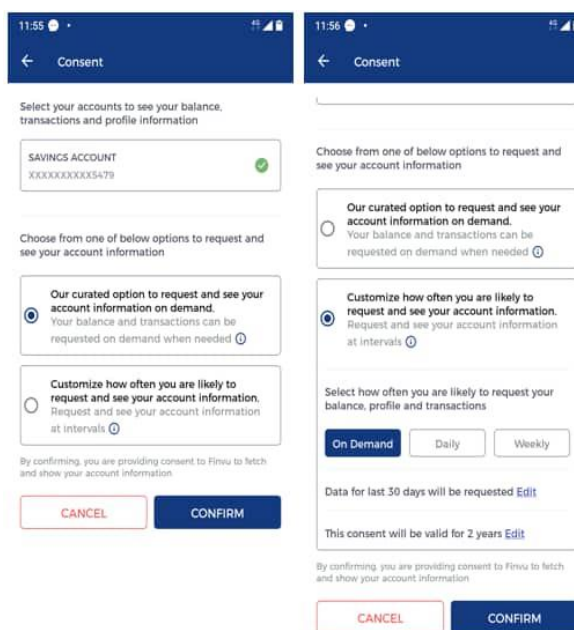 11:55
4G
Consent
Select your accounts to see your balance,
transactions and profile information
SAVINGS ACCOUNT
XXXXXXXXXX5479
Choose from one of below options to request and
see your account information
Our curated option to request and see your
account information on demand.
Your balance and transactions can be
requested on demand when needed
Customize how often you are likely to
request and see your account information.
Request and see your account information
at intervals
By confirming, you are providing consent to Finvu to fetch
and show your account information
CANCEL
CONFIRM
11:56
4G
Consent
Choose from one of below options to request and
see your account information
Our curated option to request and see your
account information on demand.
Your balance and transactions can be
requested on demand when needed
Customize how often you are likely to
request and see your account information.
Request and see your account information
at intervals
Select how often you are likely to request your
balance, profile and transactions
On Demand
Daily
Weekly
Data for last 30 days will be requested Edit
This consent will be valid for 2 years Edit
By confirming, you are providing consent to Finvu to fetch
and show your account information
CANCEL
CONFIRM